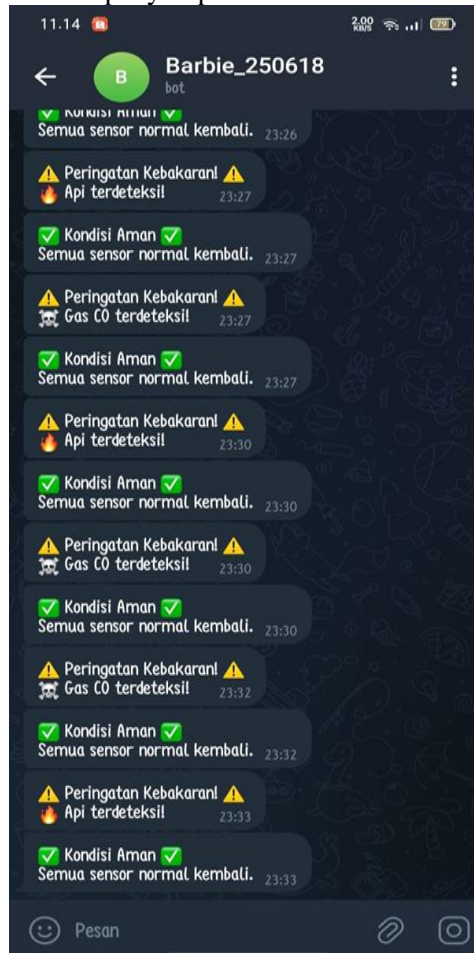 11.14
2.00 KB/S
79
B
Barbie_250618
bot
Kondisi Aman
Semua sensor normal kembali. 23:26
Peringatan Kebakaran!
Api terdeteksi! 23:27
Kondisi Aman
Semua sensor normal kembali. 23:27
Peringatan Kebakaran!
Gas CO terdeteksi! 23:27
Kondisi Aman
Semua sensor normal kembali. 23:27
Peringatan Kebakaran!
Api terdeteksi! 23:30
Kondisi Aman
Semua sensor normal kembali. 23:30
Peringatan Kebakaran!
Gas CO terdeteksi! 23:30
Kondisi Aman
Semua sensor normal kembali. 23:30
Peringatan Kebakaran!
Gas CO terdeteksi! 23:32
Kondisi Aman
Semua sensor normal kembali. 23:32
Peringatan Kebakaran!
Api terdeteksi! 23:33
Kondisi Aman
Semua sensor normal kembali. 23:33
Pesan